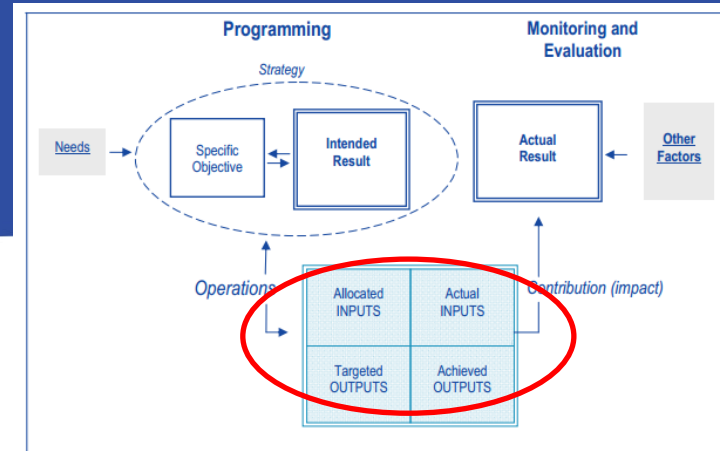 Programming
Monitoring and
Evaluation
Strategy
Needs
Specific
Objective
Intended
Result
Actual
Result
Other
Factors
Operations
Contribution (impact)
Allocated
INPUTS
Actual
INPUTS
Targeted
OUTPUTS
Achieved
OUTPUTS